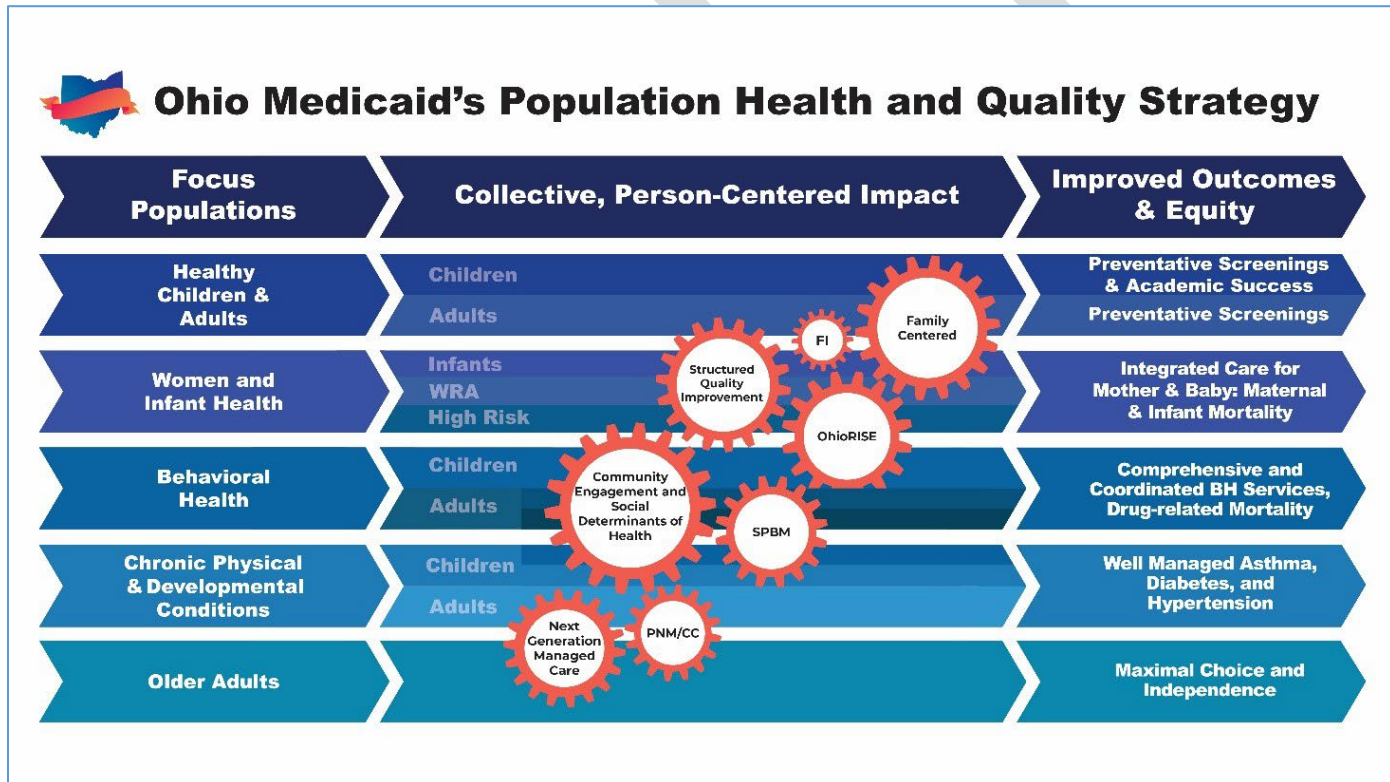 Ohio Medicaid's Population Health and Quality Strategy
Focus
Populations
Collective, Person-Centered Impact
Improved Outcomes
& Equity
Healthy
Children &
Adults
Children
Adults
Preventative Screenings
& Academic Success
Preventative Screenings
Women and
Infant Health
Infants
WRA
High Risk
Integrated Care for
Mother & Baby: Maternal
& Infant Mortality
Behavioral
Health
Children
Adults
Comprehensive and
Coordinated BH Services,
Drug-related Mortality
Chronic Physical
& Developmental
Conditions
Children
Adults
Well Managed Asthma,
Diabetes, and
Hypertension
Older Adults
Maximal Choice and
Independence
Family
Centered
FI
Structured
Quality
Improvement
OhioRISE
Community
Engagement and
Social
Determinants of
Health
SPBM
Next
Generation
Managed
Care
PNM/CC